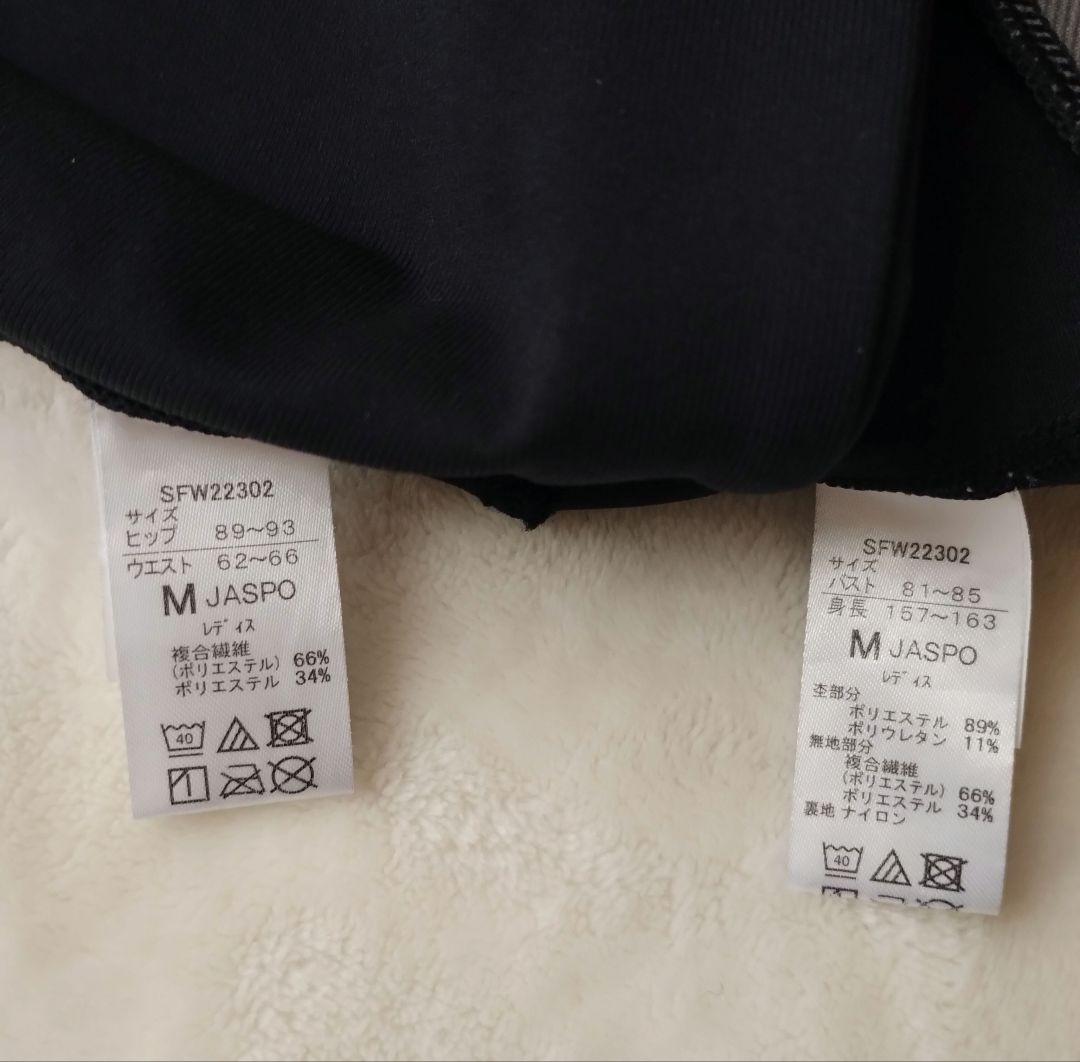 SFW22302
サイズ
ヒップ 89～93
ウエスト 62～66
M JASPO
ﾚﾃﾞｨｽ
複合繊維
(ポリエステル) 66%
ポリエステル 34%
40
SFW22302
サイズ
バスト 81～85
身長 157～163
M JASPO
ﾚﾃﾞｨｽ
杢部分
ポリエステル 89%
ポリウレタン 11%
無地部分
複合繊維
(ポリエステル) 66%
ポリエステル 34%
裏地 ナイロン
40